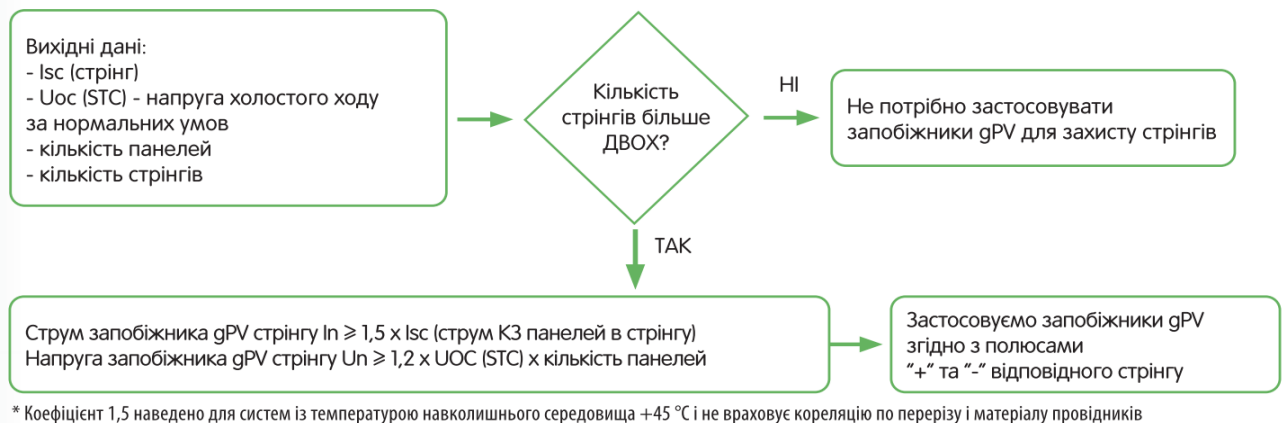 Вихідні дані:
- Isc (стрінг)
- Uoc (STC) - напруга холостого ходу
за нормальних умов
- кількість панелей
- кількість стрінгів
Кількість
стрінгів більше
ДВОХ?
НІ
Не потрібно застосовувати
запобіжники gPV для захисту стрінгів
ТАК
Струм запобіжника gPV стрінгу In ⩾ 1,5 x Isc (струм КЗ панелей в стрінгу)
Напруга запобіжника gPV стрінгу Un ⩾ 1,2 x UOC (STC) x кількість панелей
Застосовуємо запобіжники gPV
згідно з полюсами
"+" та "-" відповідного стрінгу
* Коефіцієнт 1,5 наведено для систем із температурою навколишнього середовища +45 °C і не враховує кореляцію по перерізу і матеріалу провідників